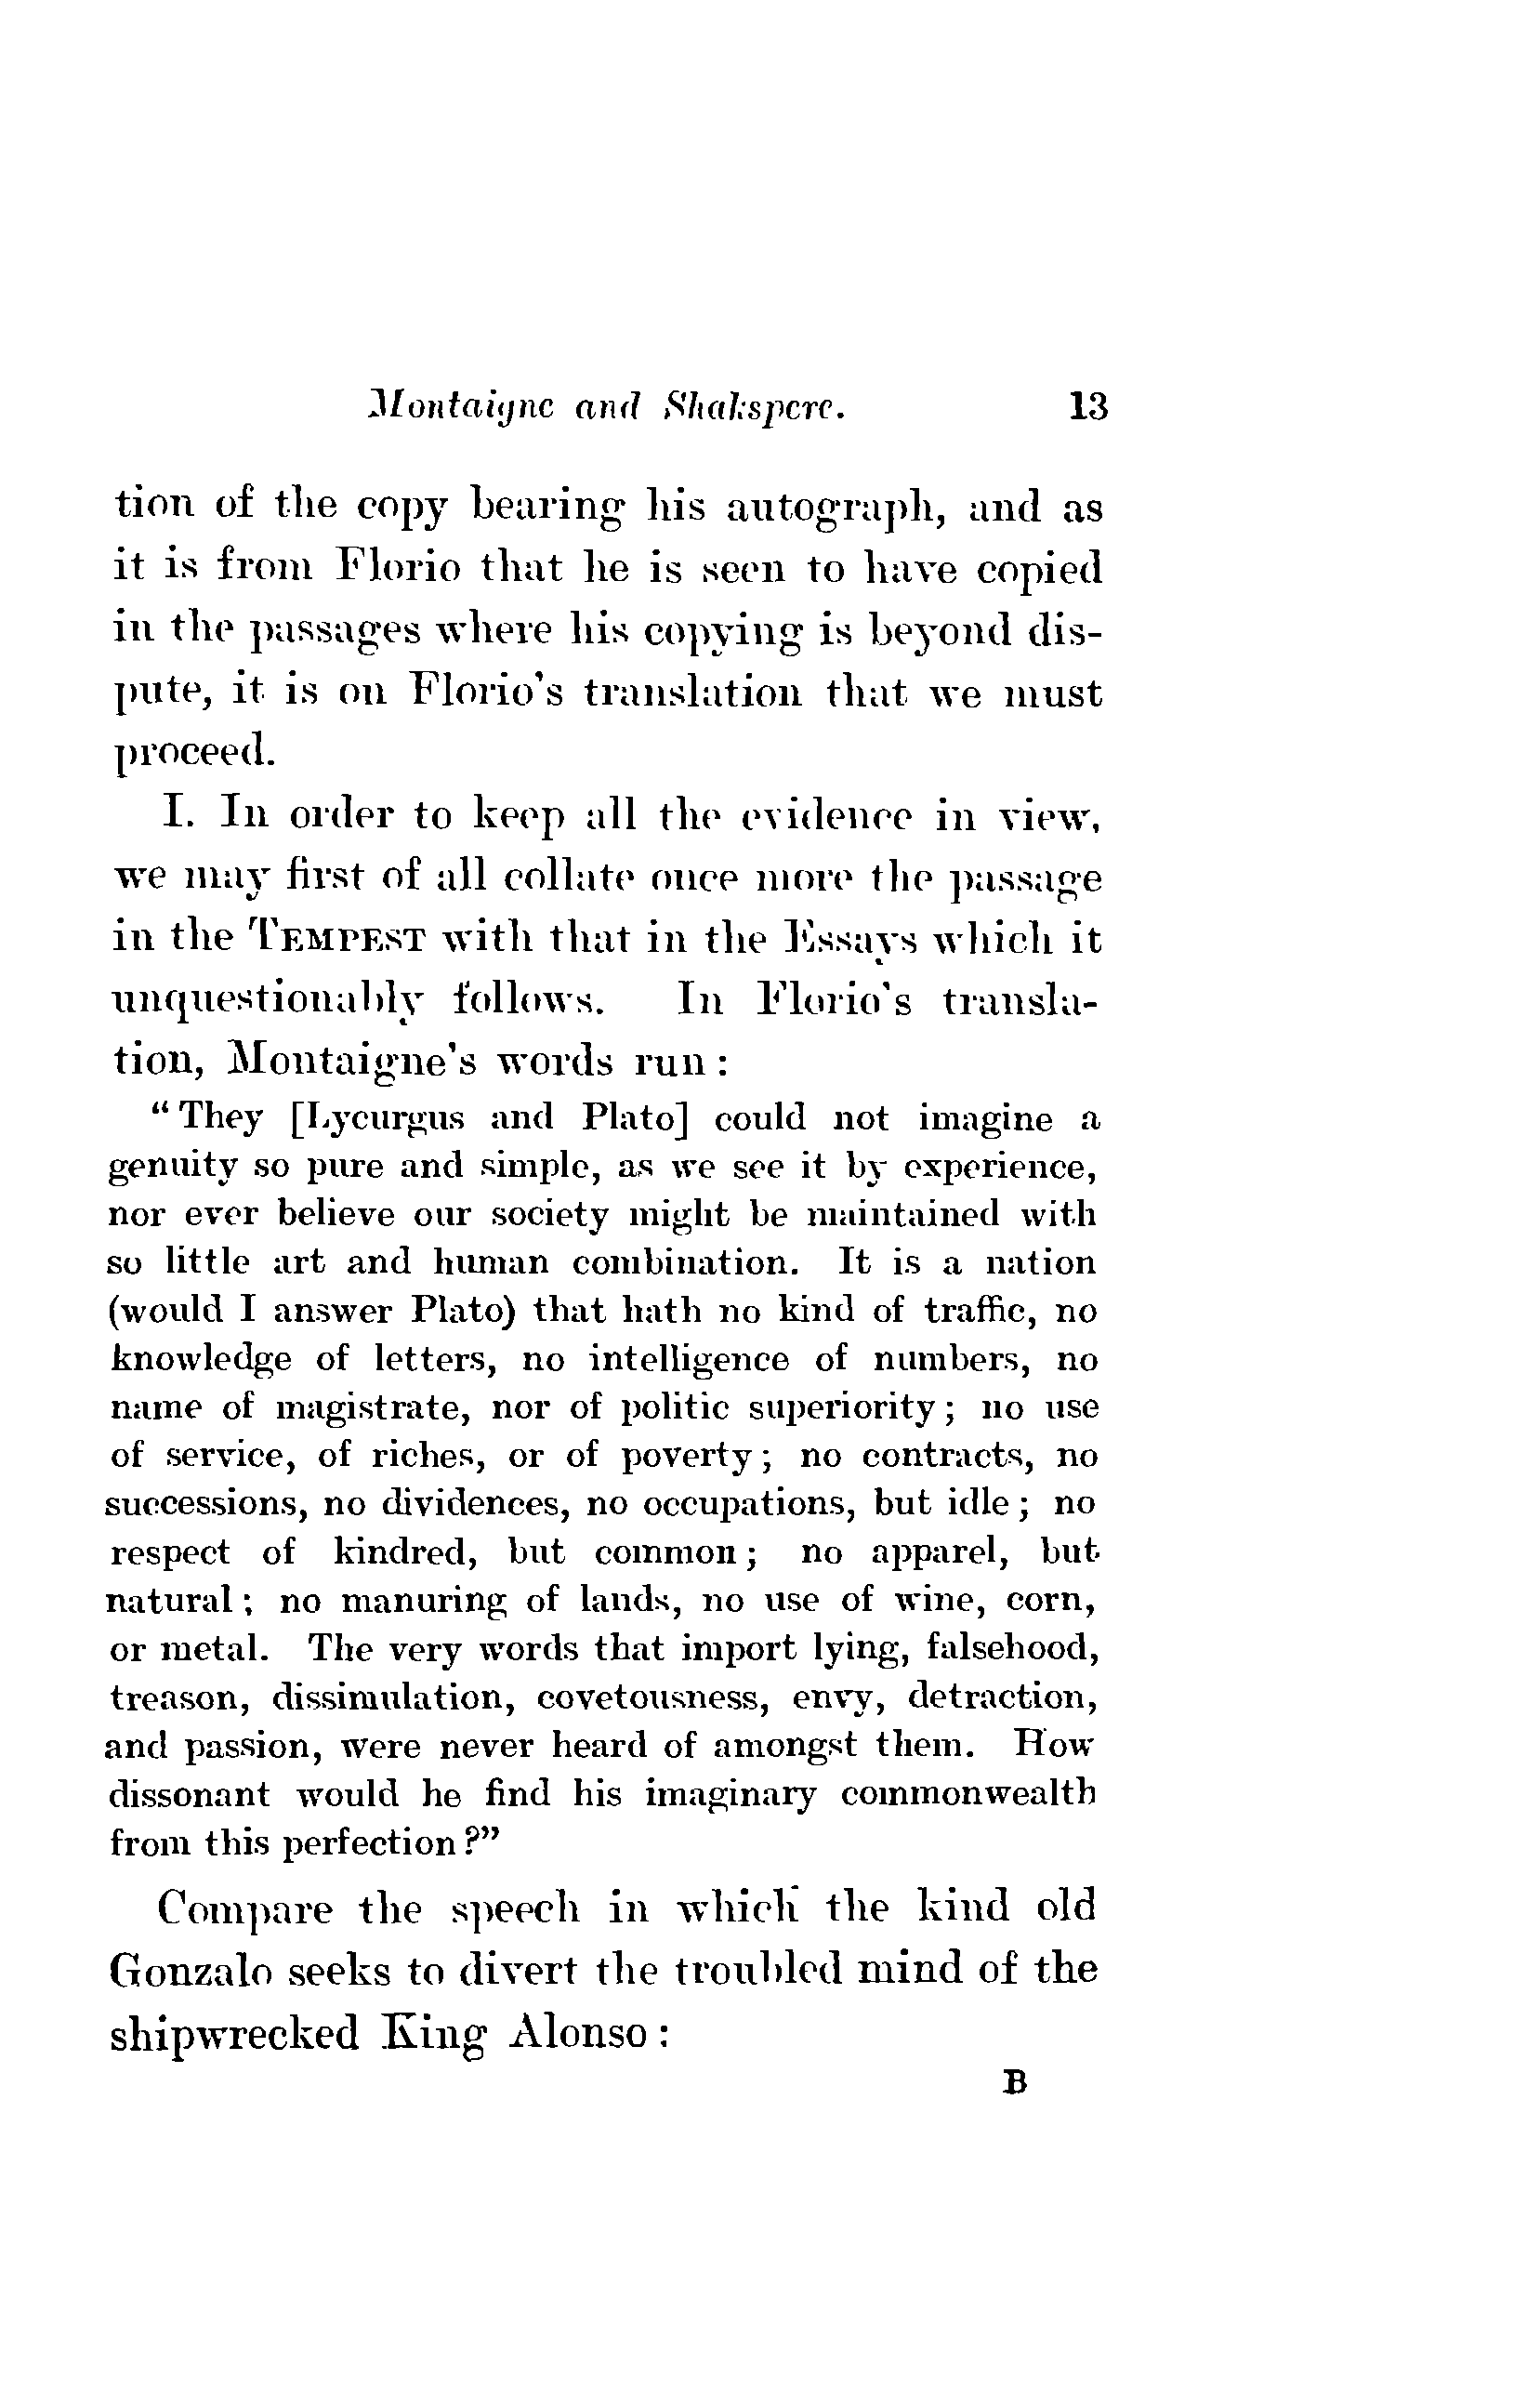 Montaigne and Shakspere. 13
tion of the copy bearing his autograph, and as
it is from Florio that he is seen to have copied
in the passages where his copying is beyond dis-
pute, it is on Florio's translation that we must
proceed.
I. In order to keep all the evidence in view,
we may first of all collate once more the passage
in the TEMPEST with that in the Essays which it
unquestionably follows. In Florio's transla-
tion, Montaigne's words run :
“ They [Lycurgus and Plato] could not imagine a
genuity so pure and simple, as we see it by experience,
nor ever believe our society might be maintained with
so little art and human combination. It is a nation
(would I answer Plato) that hath no kind of traffic, no
knowledge of letters, no intelligence of numbers, no
name of magistrate, nor of politic superiority ; no use
of service, of riches, or of poverty ; no contracts, no
successions, no dividences, no occupations, but idle ; no
respect of kindred, but common ; no apparel, but
natural ; no manuring of lands, no use of wine, corn,
or metal. The very words that import lying, falsehood,
treason, dissimulation, covetousness, envy, detraction,
and passion, were never heard of amongst them. How
dissonant would he find his imaginary commonwealth
from this perfection ?”
Compare the speech in which the kind old
Gonzalo seeks to divert the troubled mind of the
shipwrecked King Alonso :
B